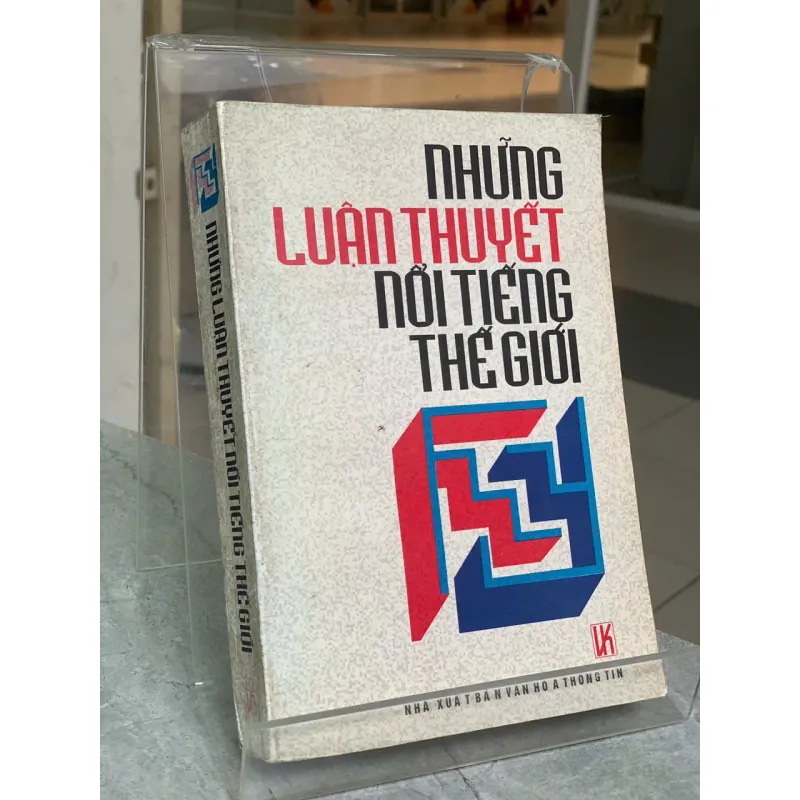 NHỮNG
LUẬN THUYẾT
NỔI TIẾNG
THẾ GIỚI
VK
NHÀ XUẤT BẢN VĂN HÓA THÔNG TIN
NHỮNG LUẬN THUYẾT NỔI TIẾNG THẾ GIỚI